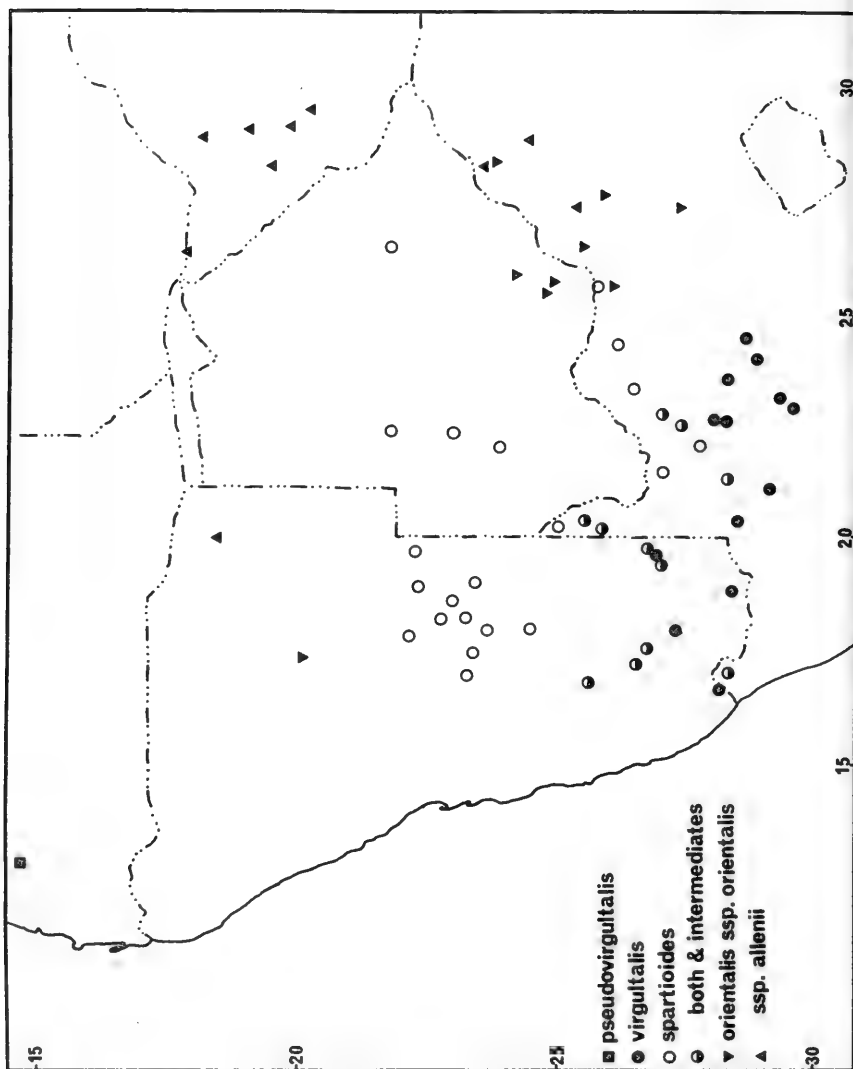 -15
-20
-25
-30
15
20
25
30
pseudovirgultalis
virgultalis
spartioides
both & intermediates
orientalis ssp. orientalis
ssp. allenii